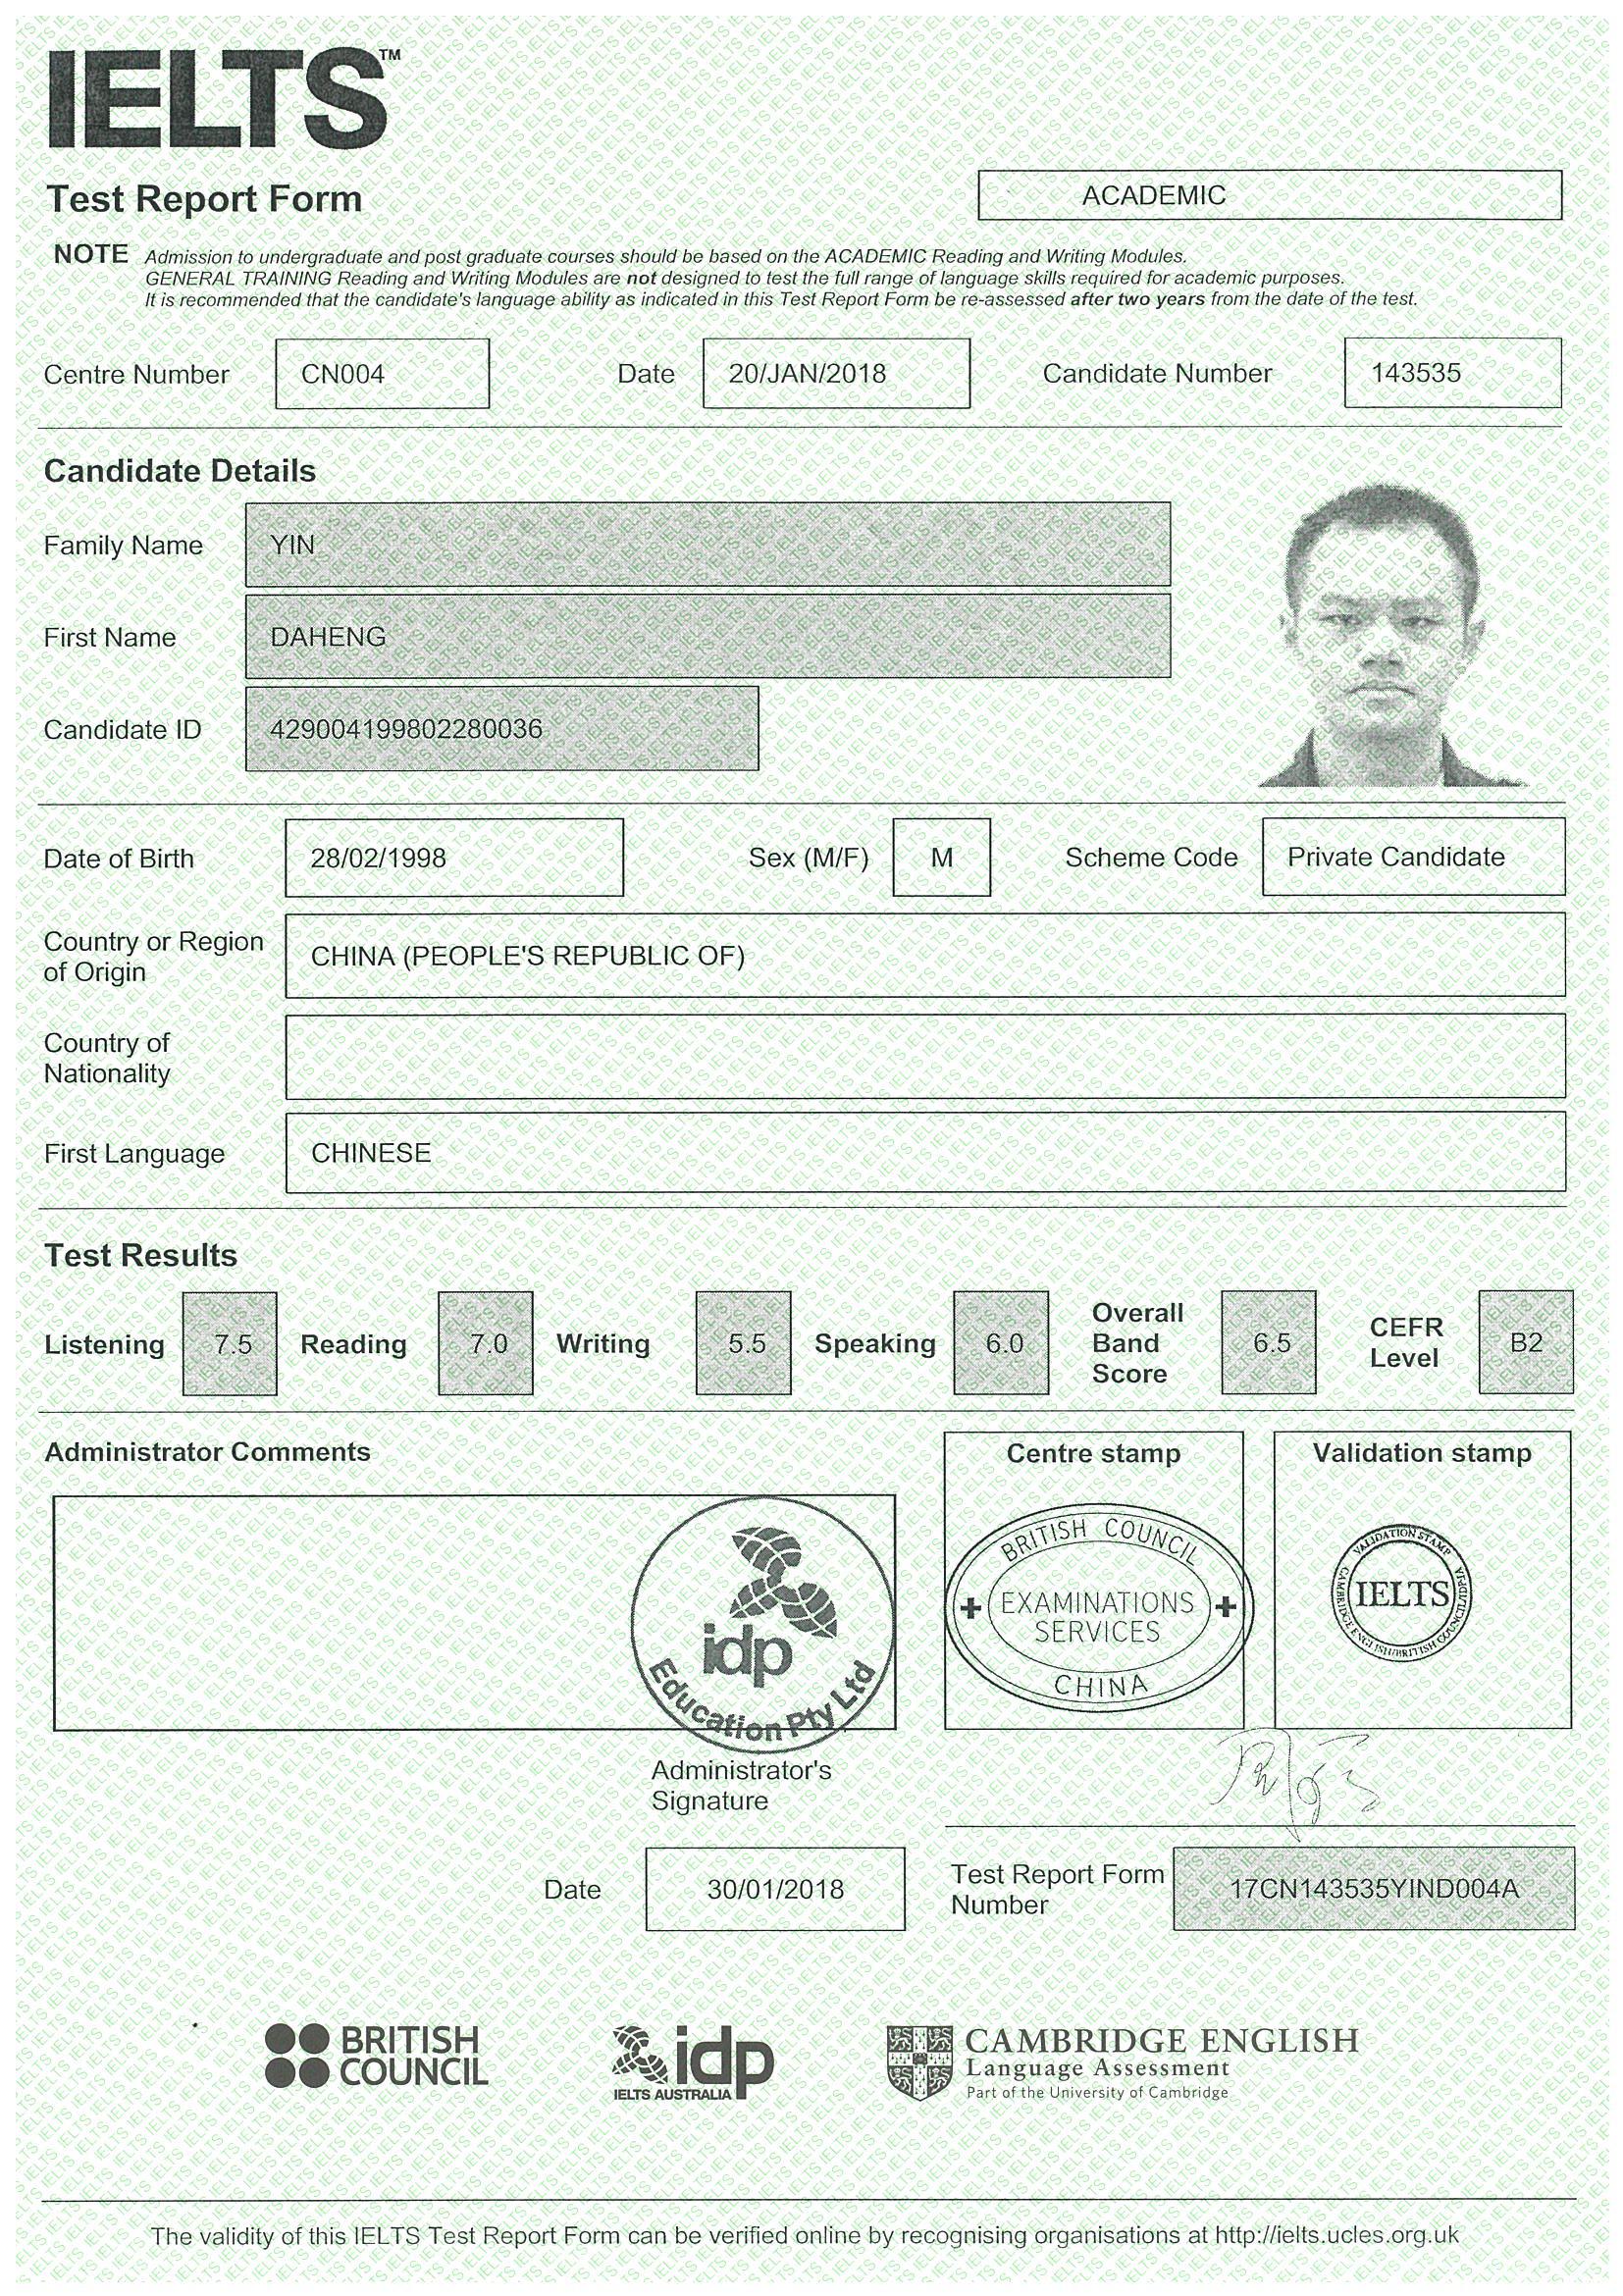 IELTS™
Test Report Form
ACADEMIC
NOTE Admission to undergraduate and post graduate courses should be based on the ACADEMIC Reading and Writing Modules.
GENERAL TRAINING Reading and Writing Modules are not designed to test the full range of language skills required for academic purposes.
It is recommended that the candidate's language ability as indicated in this Test Report Form be re-assessed after two years from the date of the test.
Centre Number CN004 Date 20/JAN/2018 Candidate Number 143535
Candidate Details
Family Name YIN
First Name DAHENG
Candidate ID 429004199802280036
Date of Birth 28/02/1998 Sex (M/F) M Scheme Code Private Candidate
Country or Region
of Origin
CHINA (PEOPLE'S REPUBLIC OF)
Country of
Nationality
First Language CHINESE
Test Results
Listening 7.5 Reading 7.0 Writing 5.5 Speaking 6.0 Overall Band Score 6.5 CEFR Level B2
Administrator Comments
idp
Education Pty Ltd
Centre stamp
BRITISH COUNCIL
EXAMINATIONS
SERVICES
CHINA
Validation stamp
VALIDATION STAMP
IELTS
CAMBRIDGE ENGLISH/BRITISH COUNCIL/IDP:IA
Administrator's
Signature
Date 30/01/2018
Test Report Form
Number
17CN143535YIND004A
BRITISH
COUNCIL
idp
IELTS AUSTRALIA
CAMBRIDGE ENGLISH
Language Assessment
Part of the University of Cambridge
The validity of this IELTS Test Report Form can be verified online by recognising organisations at http://ielts.ucles.org.uk